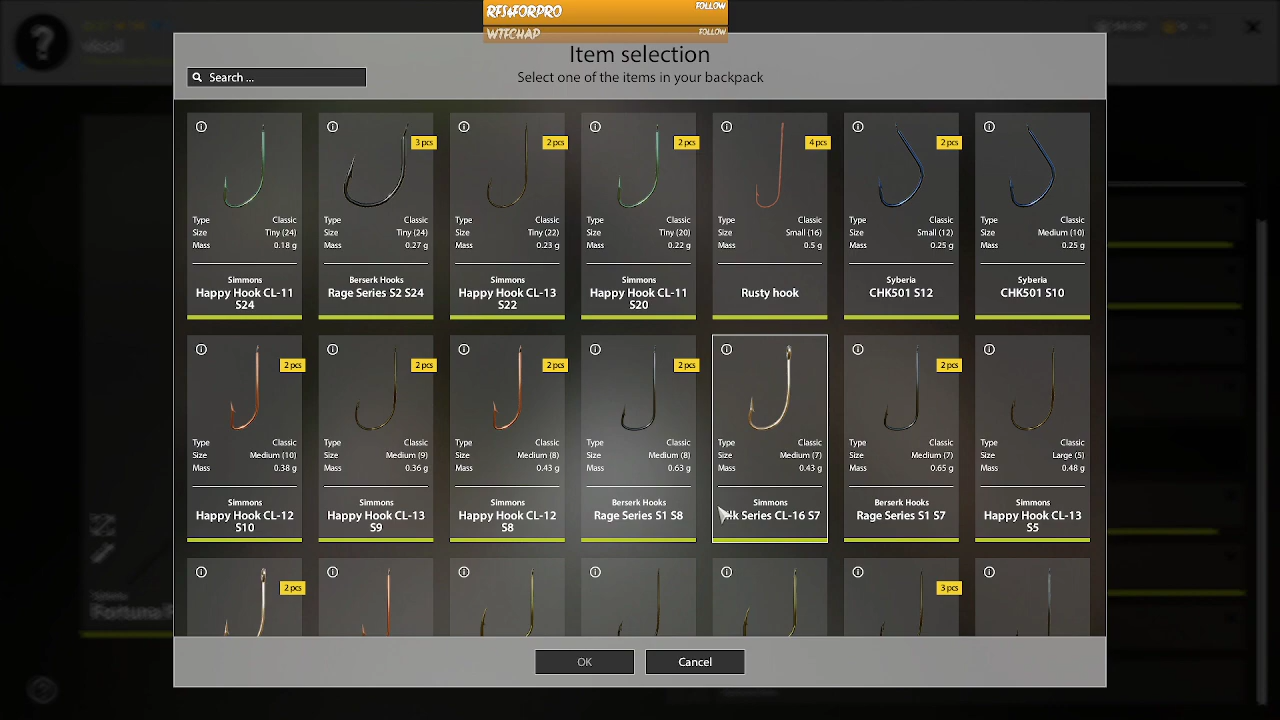 RFS4FORPRO FOLLOW
WTFCHAP FOLLOW
Item selection
Select one of the items in your backpack
Search ...
3 pcs
2 pcs
2 pcs
4 pcs
2 pcs
Type Classic
Size Tiny (24)
Mass 0.18 g
Simmons
Happy Hook CL-11
S24
Type Classic
Size Tiny (24)
Mass 0.27 g
Berserk Hooks
Rage Series S2 S24
Type Classic
Size Tiny (22)
Mass 0.23 g
Simmons
Happy Hook CL-13
S22
Type Classic
Size Tiny (20)
Mass 0.22 g
Simmons
Happy Hook CL-11
S20
Type Classic
Size Small (16)
Mass 0.5 g
Rusty hook
Type Classic
Size Small (12)
Mass 0.25 g
Syberia
CHK501 S12
Type Classic
Size Medium (10)
Mass 0.25 g
Syberia
CHK501 S10
2 pcs
2 pcs
2 pcs
2 pcs
2 pcs
Type Classic
Size Medium (10)
Mass 0.38 g
Simmons
Happy Hook CL-12
S10
Type Classic
Size Medium (9)
Mass 0.36 g
Simmons
Happy Hook CL-13
S9
Type Classic
Size Medium (8)
Mass 0.43 g
Simmons
Happy Hook CL-12
S8
Type Classic
Size Medium (8)
Mass 0.63 g
Berserk Hooks
Rage Series S1 S8
Type Classic
Size Medium (7)
Mass 0.43 g
Simmons
Series CL-16 S7
Type Classic
Size Medium (7)
Mass 0.65 g
Berserk Hooks
Rage Series S1 S7
Type Classic
Size Large (5)
Mass 0.48 g
Simmons
Happy Hook CL-13
S5
2 pcs
3 pcs
OK
Cancel
Fortuna